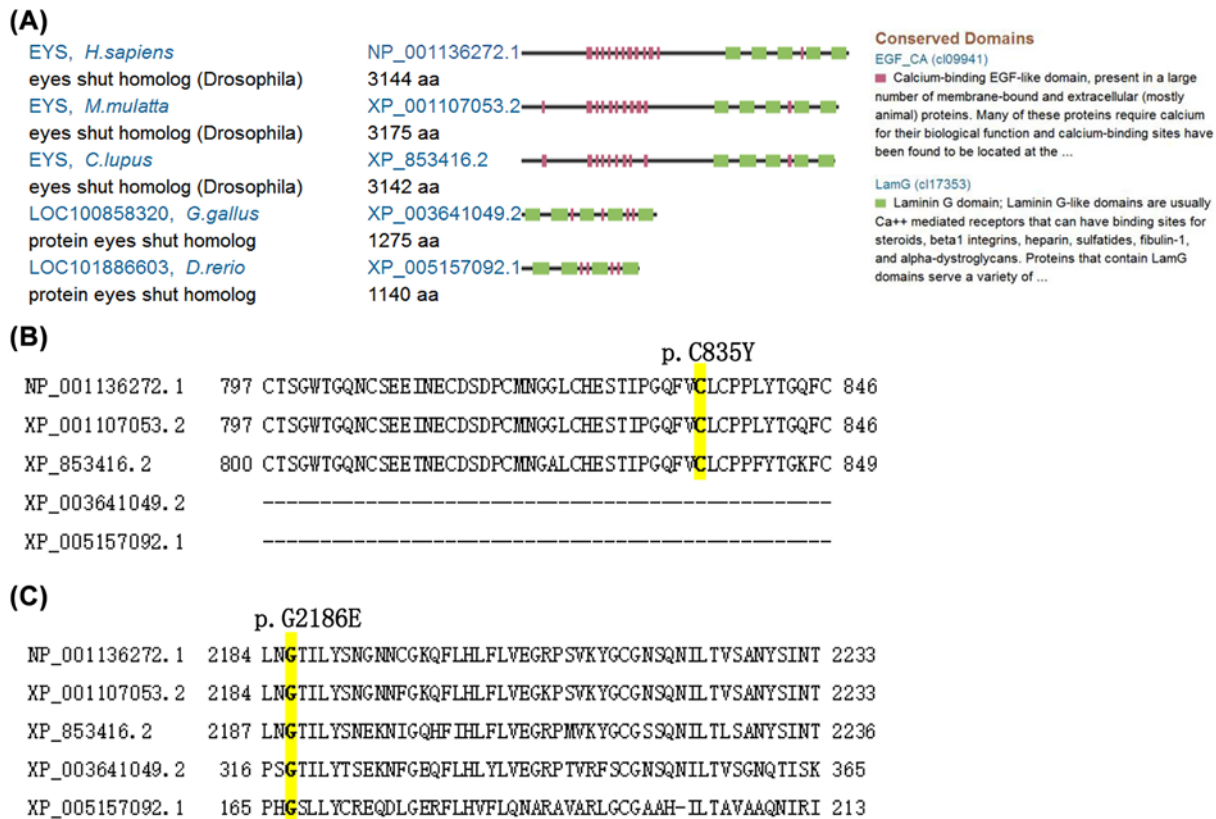 (A)
EYS, H.sapiens NP_001136272.1
eyes shut homolog (Drosophila) 3144 aa
EYS, M.mulatta XP_001107053.2
eyes shut homolog (Drosophila) 3175 aa
EYS, C.lupus XP_853416.2
eyes shut homolog (Drosophila) 3142 aa
LOC100858320, G.gallus XP_003641049.2
protein eyes shut homolog 1275 aa
LOC101886603, D.rerio XP_005157092.1
protein eyes shut homolog 1140 aa
Conserved Domains
EGF_CA (cl09941)
Calcium-binding EGF-like domain, present in a large
number of membrane-bound and extracellular (mostly
animal) proteins. Many of these proteins require calcium
for their biological function and calcium-binding sites have
been found to be located at the ...
LamG (cl17353)
Laminin G domain; Laminin G-like domains are usually
Ca++ mediated receptors that can have binding sites for
steroids, beta1 integrins, heparin, sulfatides, fibulin-1,
and alpha-dystroglycans. Proteins that contain LamG
domains serve a variety of ...
(B)
p. C835Y
NP_001136272.1 797 CTSGWTGQNCSEEINECDSDPCMNGGLCHESTIPGQFVCLCPPLYTGQFC 846
XP_001107053.2 797 CTSGWTGQNCSEEINECDSDPCMNGGLCHESTIPGQFVCLCPPLYTGQFC 846
XP_853416.2 800 CTSGWTGQNCSEETNECDSDPCMNGALCHESTIPGQFVCLCPPFYTGKFC 849
XP_003641049.2 --------------------------------------------------
XP_005157092.1 --------------------------------------------------
(C)
p. G2186E
NP_001136272.1 2184 LNGTILYSNGNNCGKQFLHLFLVEGRPSVKYGCGNSQNILTVSANYSINT 2233
XP_001107053.2 2184 LNGTILYSNGNNFGKQFLHLFLVEGKPSVKYGCGNSQNILTVSANYSINT 2233
XP_853416.2 2187 LNGTILYSNEKNIGQHFIHLFLVEGRPMVKYGCGSSQNILTLSANYSINT 2236
XP_003641049.2 316 PSGTILYTSEKNFGEQFLHLYLVEGRPTVRFSCGNSQNILTVSGNQTISK 365
XP_005157092.1 165 PHGSLLYCREQDLGERFLHVFLQNARAVARLGCGAAH-ILTAVAAQNIRI 213